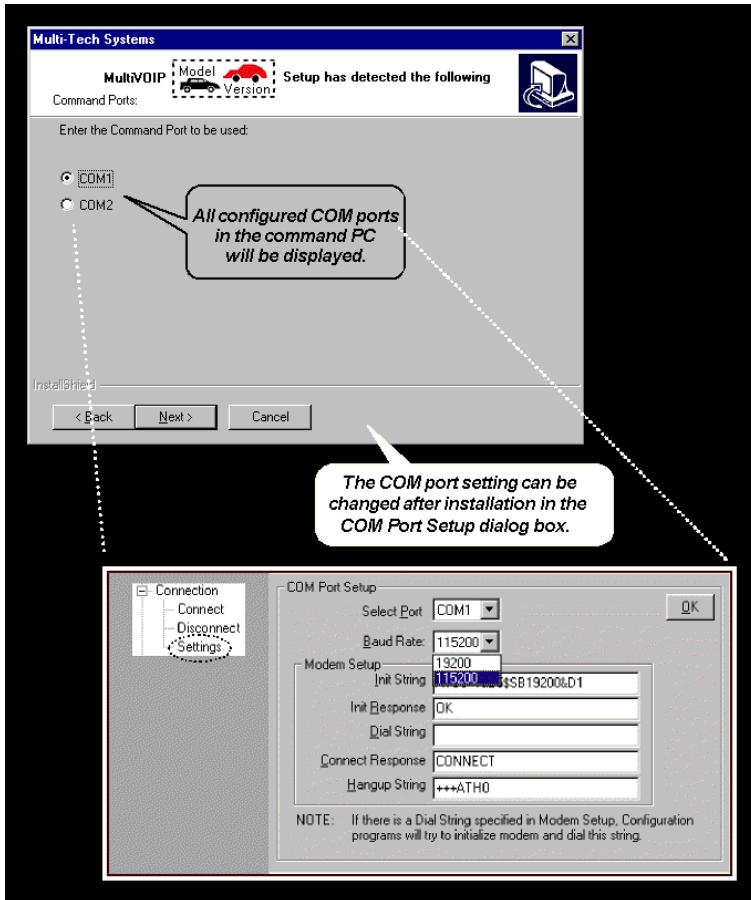 Multi-Tech Systems
MultiVOIP Model Version Setup has detected the following
Command Ports:
Enter the Command Port to be used:
COM1
COM2
All configured COM ports
in the command PC
will be displayed.
InstallShield
< Back Next > Cancel
The COM port setting can be
changed after installation in the
COM Port Setup dialog box.
Connection
Connect
Disconnect
Settings
COM Port Setup
Select Port COM1
OK
Baud Rate: 115200
19200
115200
Modem Setup
Init String $SB19200&D1
Init Response OK
Dial String
Connect Response CONNECT
Hangup String +++ATH0
NOTE: If there is a Dial String specified in Modem Setup, Configuration
programs will try to initialize modem and dial this string.